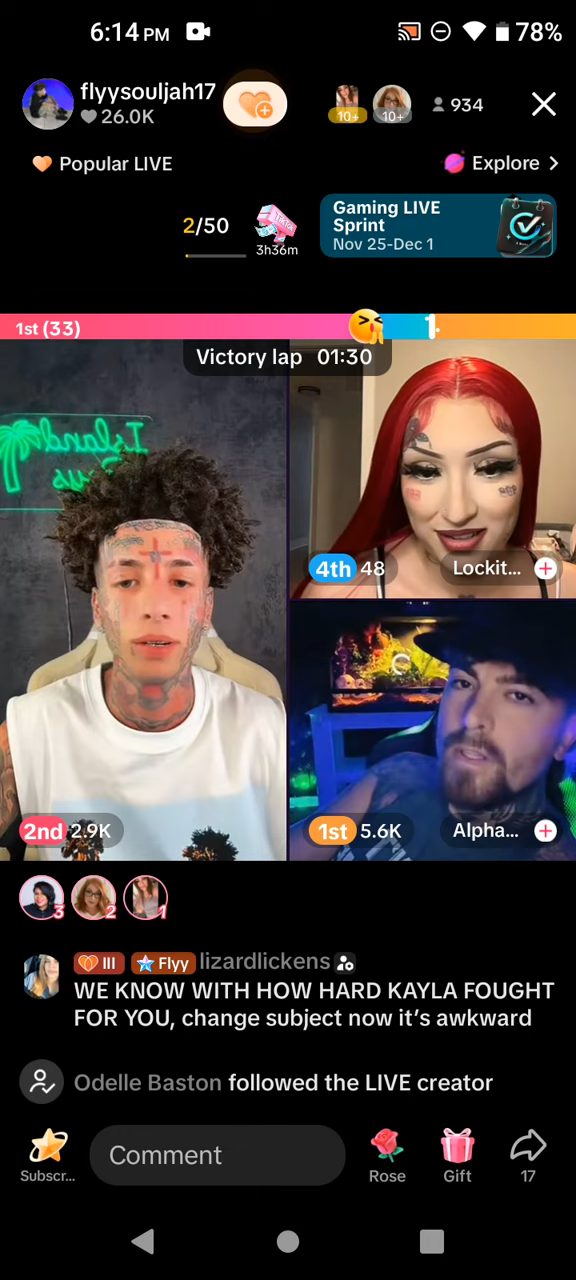 6:14 PM 78%
flyysouljah17
26.0K
10+ 10+ 934
Popular LIVE Explore >
2/50
3h36m
Gaming LIVE
Sprint
Nov 25-Dec 1
1st (33)
Victory lap 01:30
Island
4th 48 Lockit...
2nd 2.9K
1st 5.6K Alpha...
3 2 1
III Flyy lizardlickens
WE KNOW WITH HOW HARD KAYLA FOUGHT
FOR YOU, change subject now it's awkward
Odelle Baston followed the LIVE creator
Subscr... Comment Rose Gift 17